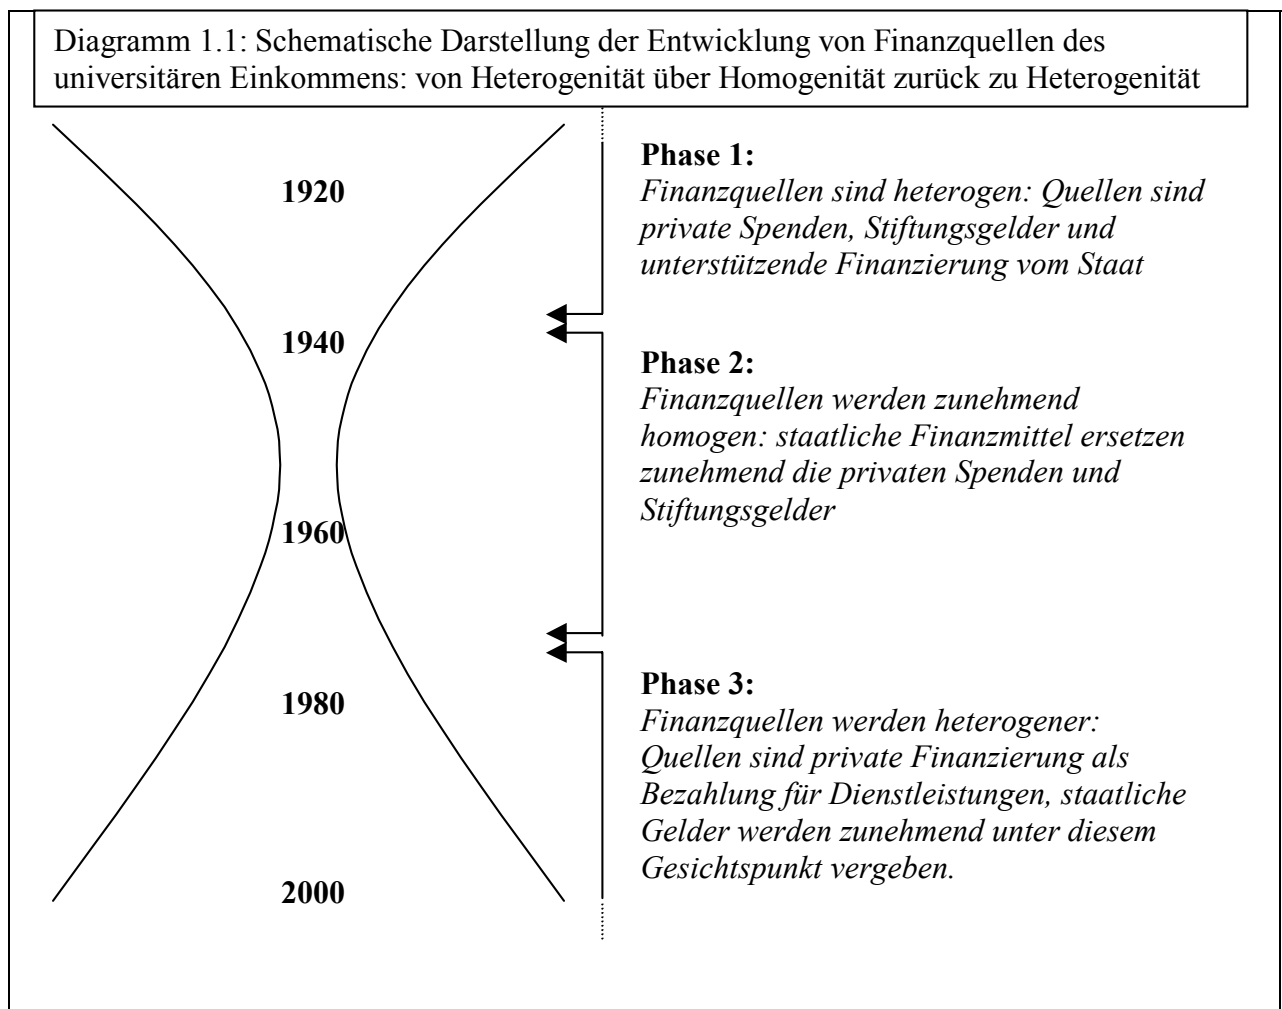 Diagramm 1.1: Schematische Darstellung der Entwicklung von Finanzquellen des
universitären Einkommens: von Heterogenität über Homogenität zurück zu Heterogenität
1920
1940
1960
1980
2000
Phase 1:
Finanzquellen sind heterogen: Quellen sind
private Spenden, Stiftungsgelder und
unterstützende Finanzierung vom Staat
Phase 2:
Finanzquellen werden zunehmend
homogen: staatliche Finanzmittel ersetzen
zunehmend die privaten Spenden und
Stiftungsgelder
Phase 3:
Finanzquellen werden heterogener:
Quellen sind private Finanzierung als
Bezahlung für Dienstleistungen, staatliche
Gelder werden zunehmend unter diesem
Gesichtspunkt vergeben.